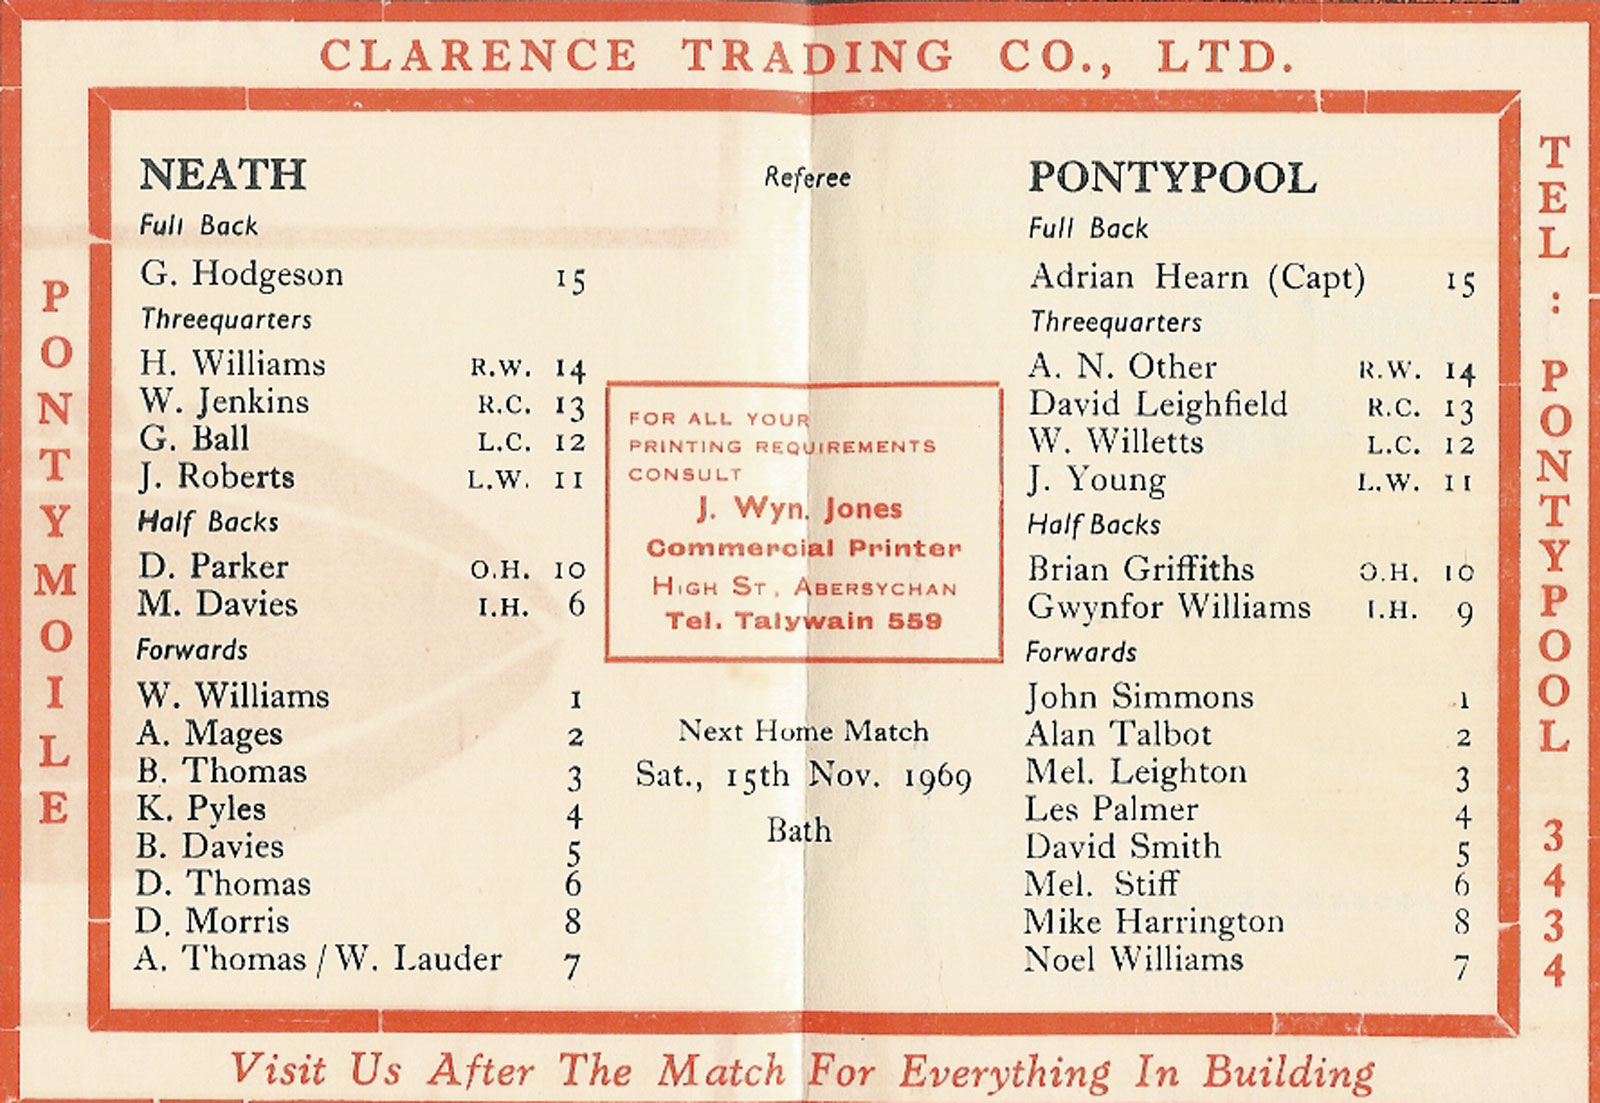 CLARENCE TRADING CO., LTD.
PONTYMOILE
NEATH
Full Back
G. Hodgeson 15
Threequarters
H. Williams R.W. 14
W. Jenkins R.C. 13
G. Ball L.C. 12
J. Roberts L.W. 11
Half Backs
D. Parker O.H. 10
M. Davies I.H. 6
Forwards
W. Williams 1
A. Mages 2
B. Thomas 3
K. Pyles 4
B. Davies 5
D. Thomas 6
D. Morris 8
A. Thomas / W. Lauder 7
Referee
FOR ALL YOUR
PRINTING REQUIREMENTS
CONSULT
J. Wyn. Jones
Commercial Printer
HIGH ST, ABERSYCHAN
Tel. Talywain 559
Next Home Match
Sat., 15th Nov. 1969
Bath
PONTYPOOL
Full Back
Adrian Hearn (Capt) 15
Threequarters
A. N. Other R.W. 14
David Leighfield R.C. 13
W. Willetts L.C. 12
J. Young L.W. 11
Half Backs
Brian Griffiths O.H. 10
Gwynfor Williams I.H. 9
Forwards
John Simmons 1
Alan Talbot 2
Mel. Leighton 3
Les Palmer 4
David Smith 5
Mel. Stiff 6
Mike Harrington 8
Noel Williams 7
TEL : PONTYPOOL 3434
Visit Us After The Match For Everything In Building